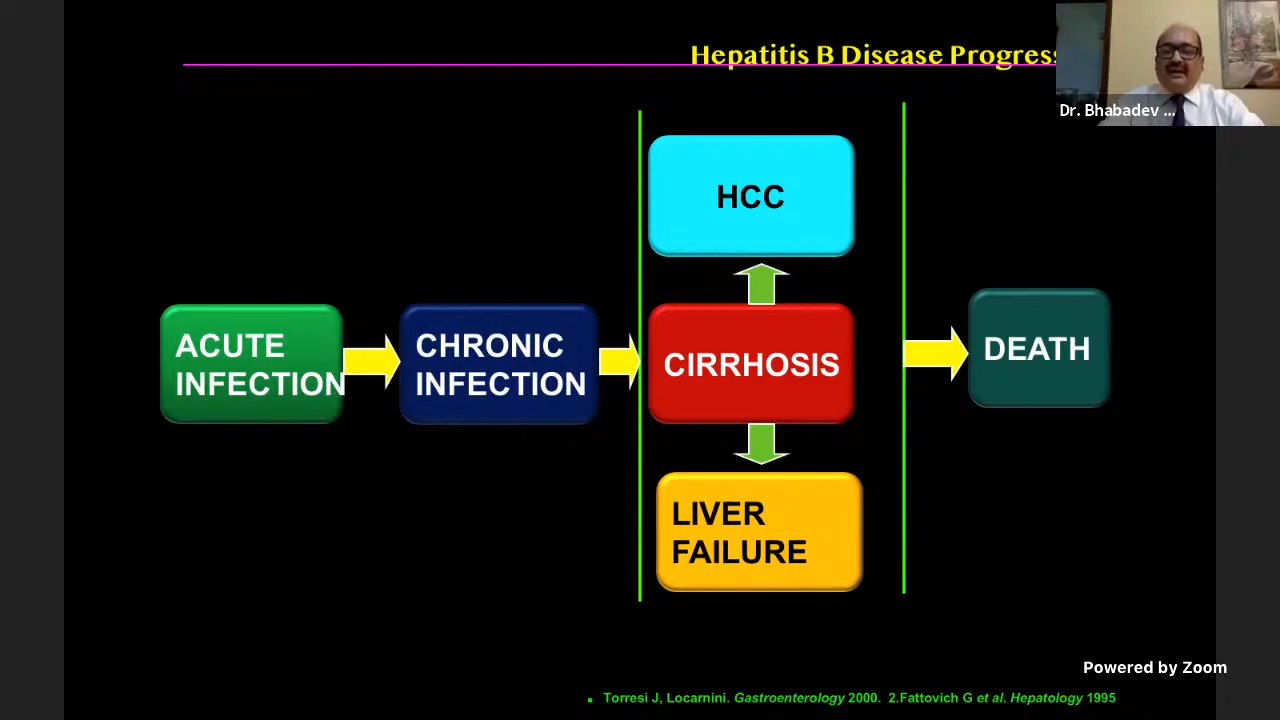 Hepatitis B Disease Progress
Dr. Bhabadev ...
HCC
ACUTE
INFECTION
CHRONIC
INFECTION
CIRRHOSIS
DEATH
LIVER
FAILURE
Powered by Zoom
▪ Torresi J, Locarnini. Gastroenterology 2000. 2.Fattovich G et al. Hepatology 1995